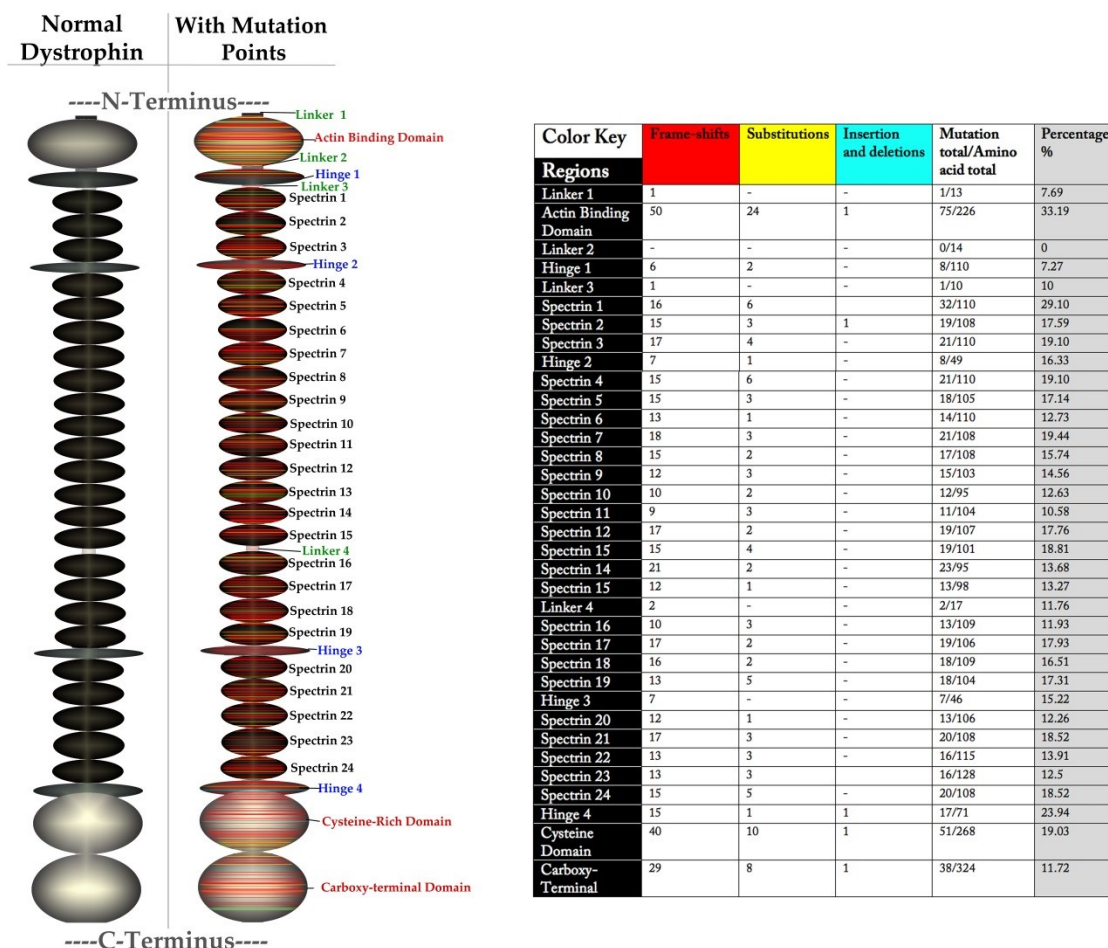 Normal Dystrophin
With Mutation Points
----N-Terminus----
Linker 1
Actin Binding Domain
Linker 2
Hinge 1
Linker 3
Spectrin 1
Spectrin 2
Spectrin 3
Hinge 2
Spectrin 4
Spectrin 5
Spectrin 6
Spectrin 7
Spectrin 8
Spectrin 9
Spectrin 10
Spectrin 11
Spectrin 12
Spectrin 13
Spectrin 14
Spectrin 15
Linker 4
Spectrin 16
Spectrin 17
Spectrin 18
Spectrin 19
Hinge 3
Spectrin 20
Spectrin 21
Spectrin 22
Spectrin 23
Spectrin 24
Hinge 4
Cysteine-Rich Domain
Carboxy-terminal Domain
----C-Terminus----
Color Key Frame-shifts Substitutions Insertion and deletions Mutation total/Amino acid total Percentage %
Regions
Linker 1 1 - - 1/13 7.69
Actin Binding Domain 50 24 1 75/226 33.19
Linker 2 - - - 0/14 0
Hinge 1 6 2 - 8/110 7.27
Linker 3 1 - - 1/10 10
Spectrin 1 16 6 32/110 29.10
Spectrin 2 15 3 1 19/108 17.59
Spectrin 3 17 4 - 21/110 19.10
Hinge 2 7 1 - 8/49 16.33
Spectrin 4 15 6 - 21/110 19.10
Spectrin 5 15 3 - 18/105 17.14
Spectrin 6 13 1 - 14/110 12.73
Spectrin 7 18 3 - 21/108 19.44
Spectrin 8 15 2 - 17/108 15.74
Spectrin 9 12 3 - 15/103 14.56
Spectrin 10 10 2 - 12/95 12.63
Spectrin 11 9 3 - 11/104 10.58
Spectrin 12 17 2 - 19/107 17.76
Spectrin 15 15 4 - 19/101 18.81
Spectrin 14 21 2 - 23/95 13.68
Spectrin 15 12 1 - 13/98 13.27
Linker 4 2 - - 2/17 11.76
Spectrin 16 10 3 - 13/109 11.93
Spectrin 17 17 2 - 19/106 17.93
Spectrin 18 16 2 - 18/109 16.51
Spectrin 19 13 5 - 18/104 17.31
Hinge 3 7 - - 7/46 15.22
Spectrin 20 12 1 - 13/106 12.26
Spectrin 21 17 3 - 20/108 18.52
Spectrin 22 13 3 - 16/115 13.91
Spectrin 23 13 3 16/128 12.5
Spectrin 24 15 5 - 20/108 18.52
Hinge 4 15 1 1 17/71 23.94
Cysteine Domain 40 10 1 51/268 19.03
Carboxy-Terminal 29 8 1 38/324 11.72